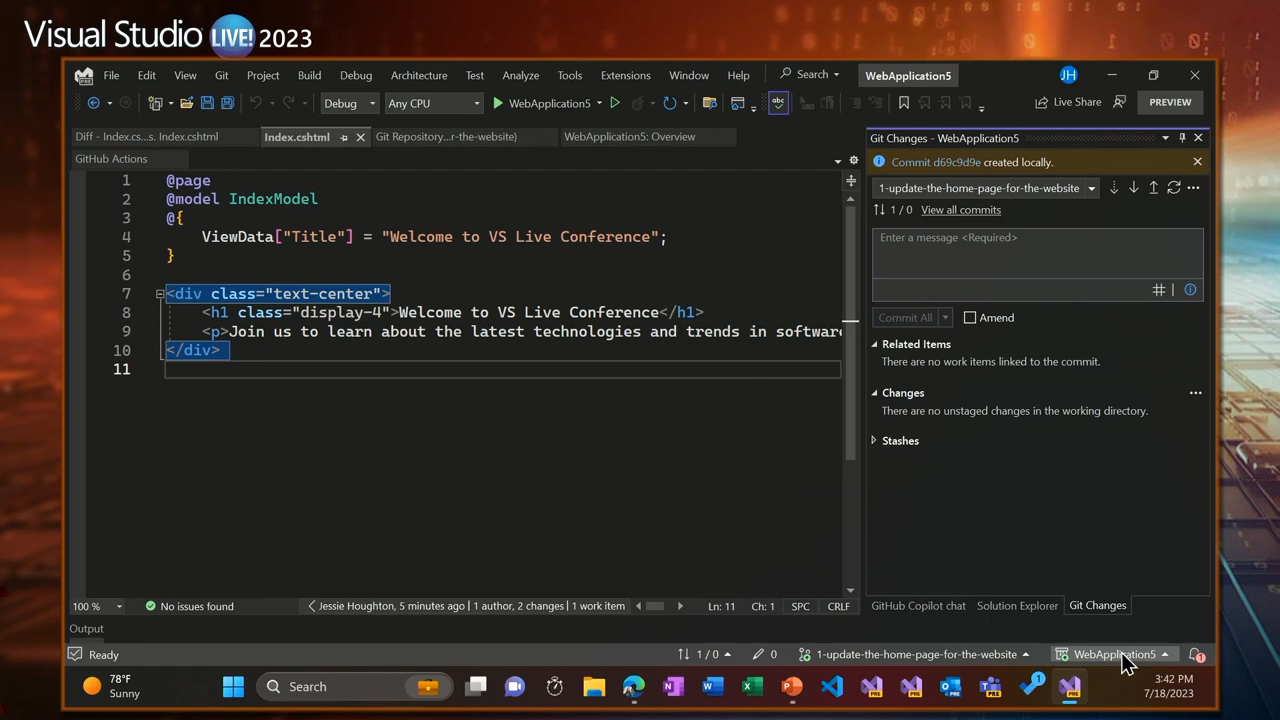 Visual Studio LIVE! 2023
File Edit View Git Project Build Debug Architecture Test Analyze Tools Extensions Window Help Search WebApplication5 JH
Debug Any CPU WebApplication5 abc Live Share PREVIEW
Diff - Index.cs...s. Index.cshtml Index.cshtml Git Repository...r-the-website) WebApplication5: Overview
GitHub Actions
1 @page
2 @model IndexModel
3 @{
4 ViewData["Title"] = "Welcome to VS Live Conference";
5 }
6
7 <div class="text-center">
8 <h1 class="display-4">Welcome to VS Live Conference</h1>
9 <p>Join us to learn about the latest technologies and trends in software
10 </div>
11
100 % No issues found Jessie Houghton, 5 minutes ago | 1 author, 2 changes | 1 work item Ln: 11 Ch: 1 SPC CRLF
Output
Git Changes - WebApplication5
Commit d69c9d9e created locally.
1-update-the-home-page-for-the-website
1 / 0 View all commits
Enter a message <Required>
Commit All Amend
Related Items
There are no work items linked to the commit.
Changes
There are no unstaged changes in the working directory.
Stashes
GitHub Copilot chat Solution Explorer Git Changes
Ready 1 / 0 0 1-update-the-home-page-for-the-website WebApplication5 1
78°F
Sunny
Search
3:42 PM
7/18/2023